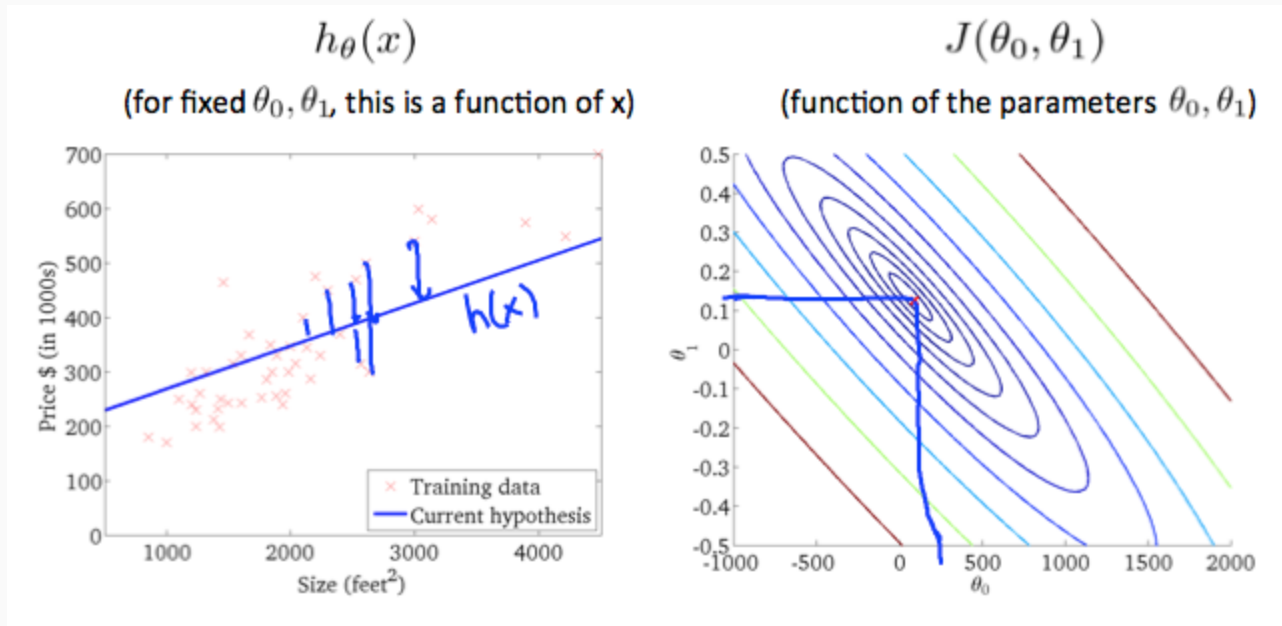 h_θ(x)
(for fixed θ₀, θ₁, this is a function of x)
700
600
500
400
300
200
100
0
Price $ (in 1000s)
h(x)
Training data
Current hypothesis
1000 2000 3000 4000
Size (feet²)
J(θ₀, θ₁)
(function of the parameters θ₀, θ₁)
0.5
0.4
0.3
0.2
0.1
0
-0.1
-0.2
-0.3
-0.4
-0.5
θ₁
-1000 -500 0 500 1000 1500 2000
θ₀